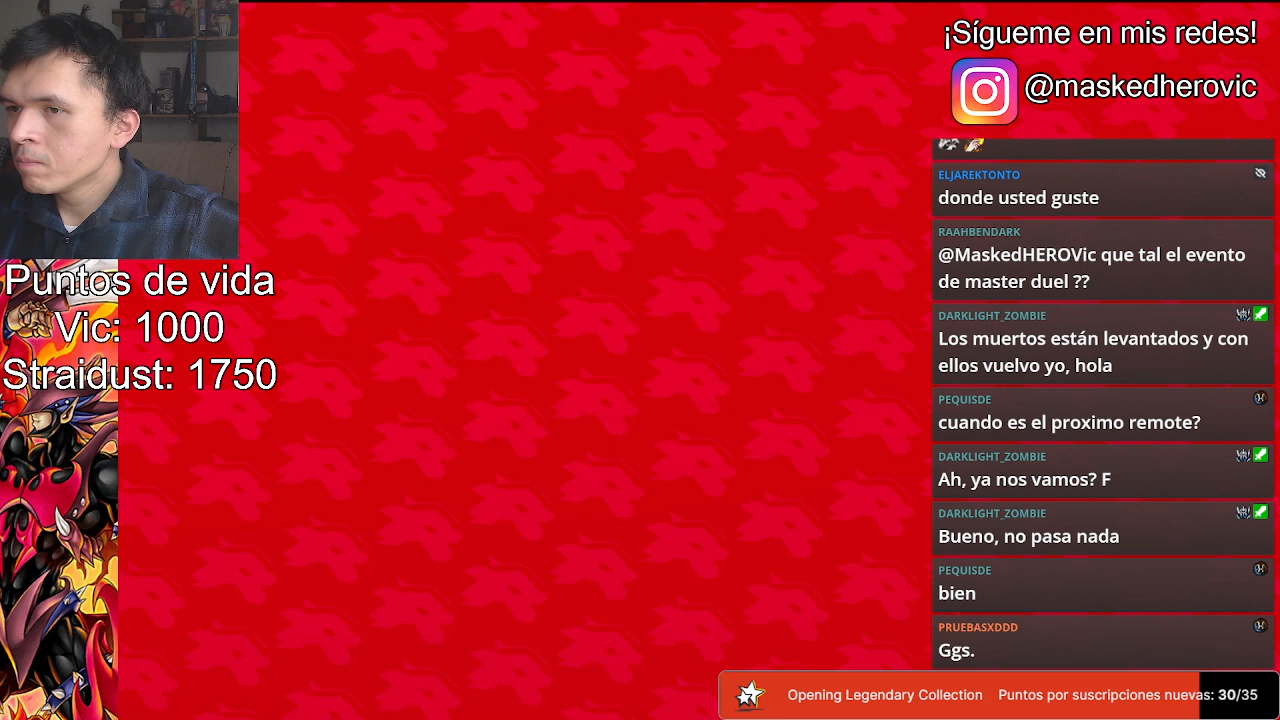 ¡Sígueme en mis redes!
@maskedherovic
Puntos de vida
Vic: 1000
Straidust: 1750
ELJAREKTONTO
donde usted guste
RAAHBENDARK
@MaskedHEROVic que tal el evento
de master duel ??
DARKLIGHT_ZOMBIE
Los muertos están levantados y con
ellos vuelvo yo, hola
PEQUISDE
cuando es el proximo remote?
DARKLIGHT_ZOMBIE
Ah, ya nos vamos? F
DARKLIGHT_ZOMBIE
Bueno, no pasa nada
PEQUISDE
bien
PRUEBASXDDD
Ggs.
Opening Legendary Collection Puntos por suscripciones nuevas: 30/35